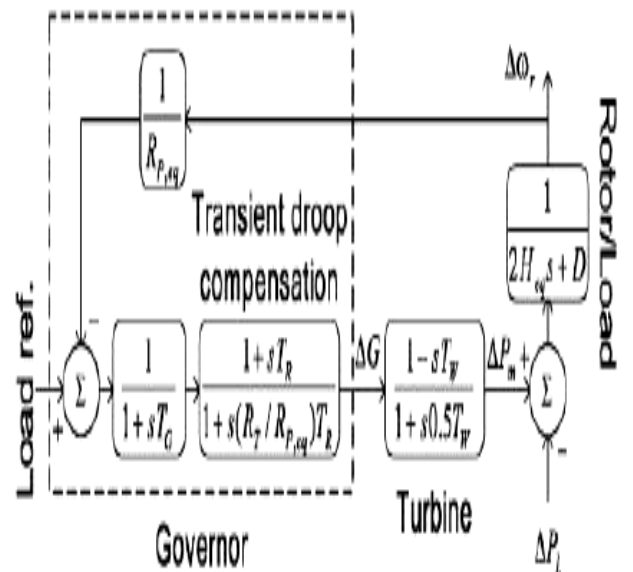 Δω_r
1
R_{P,eq}
Rotor/Load
1
2H_{eq}s+D
Transient droop
compensation
Load ref.
−
+
Σ
1
1+sT_G
1+sT_R
1+s(R_T/R_{P,eq})T_R
ΔG
1−sT_W
1+s0.5T_W
ΔP_m
+
Σ
−
Governor
Turbine
ΔP_L